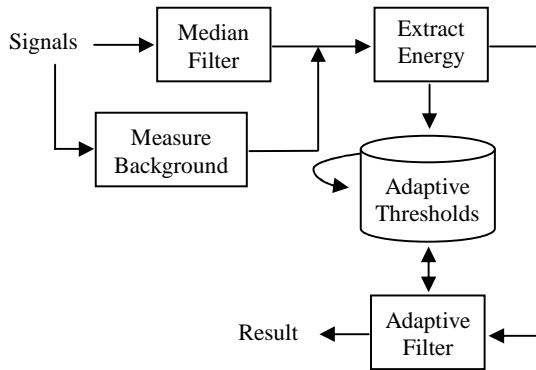 Signals
Median
Filter
Extract
Energy
Measure
Background
Adaptive
Thresholds
Result
Adaptive
Filter